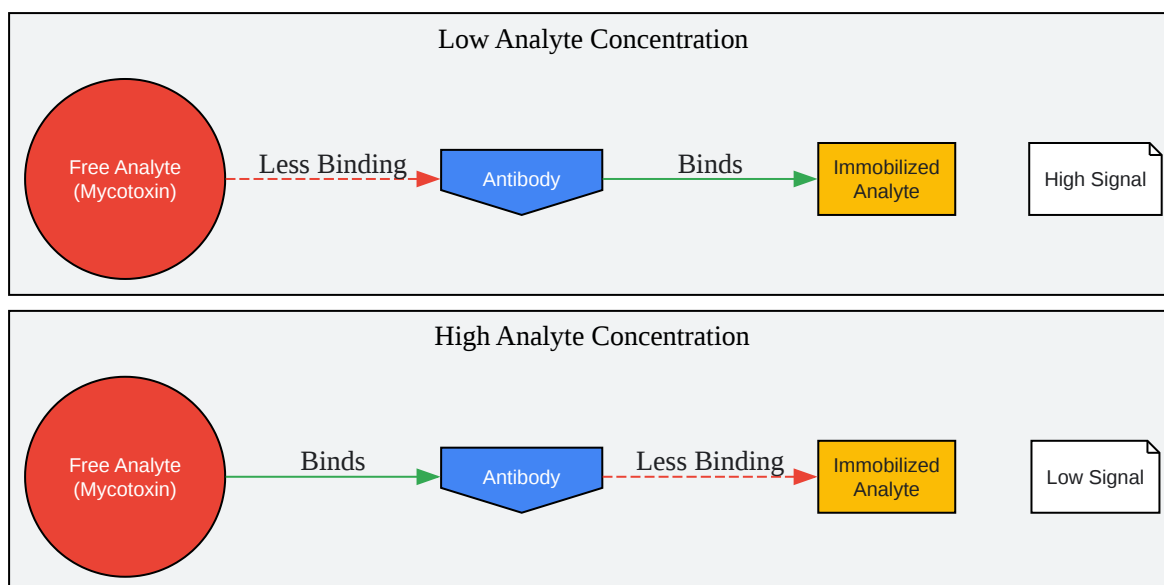 Low Analyte Concentration
Free Analyte
(Mycotoxin)
Less Binding
Antibody
Binds
Immobilized
Analyte
High Signal
High Analyte Concentration
Free Analyte
(Mycotoxin)
Binds
Antibody
Less Binding
Immobilized
Analyte
Low Signal